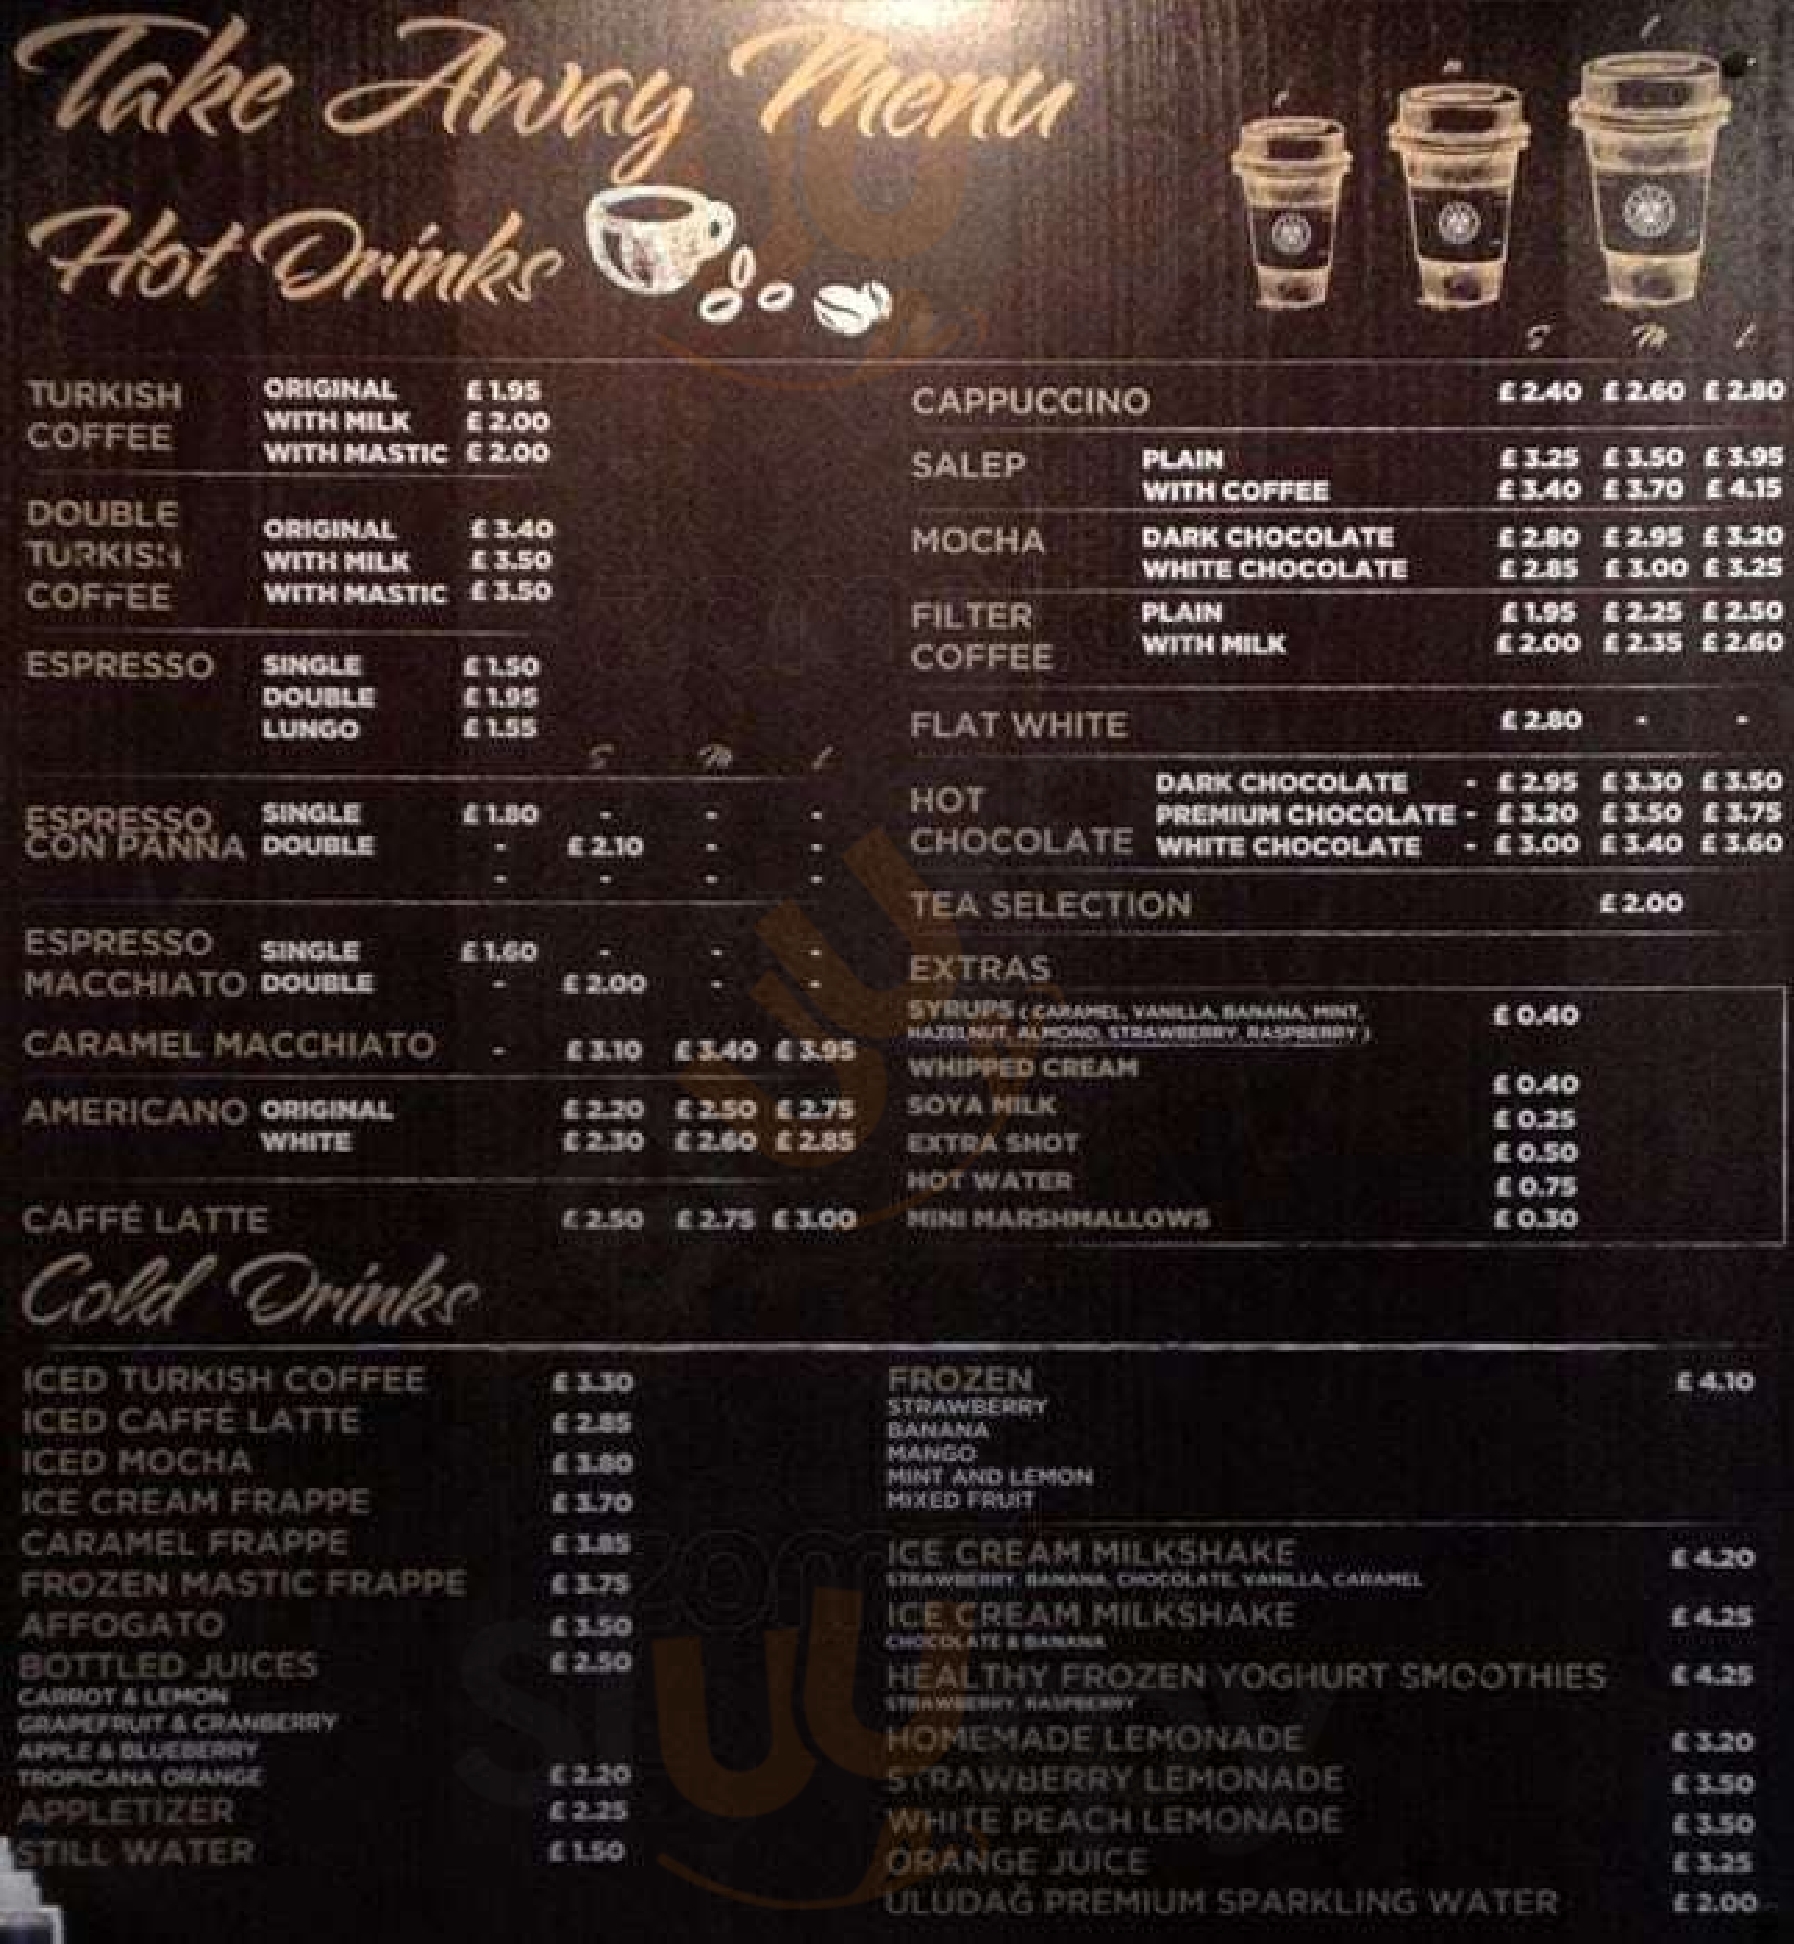 Take Away Menu
Hot Drinks
S M L
TURKISH COFFEE
ORIGINAL £ 1.95
WITH MILK £ 2.00
WITH MASTIC £ 2.00
DOUBLE TURKISH COFFEE
ORIGINAL £ 3.40
WITH MILK £ 3.50
WITH MASTIC £ 3.50
ESPRESSO SINGLE £ 1.50
DOUBLE £ 1.95
LUNGO £ 1.55
S M L
ESPRESSO CON PANNA
SINGLE £ 1.80 - - -
DOUBLE - £ 2.10 - -
- - - -
ESPRESSO MACCHIATO
SINGLE £ 1.60 - - -
DOUBLE - £ 2.00 - -
CARAMEL MACCHIATO - £ 3.10 £ 3.40 £ 3.95
AMERICANO ORIGINAL £ 2.20 £ 2.50 £ 2.75
WHITE £ 2.30 £ 2.60 £ 2.85
CAFFÉ LATTE £ 2.50 £ 2.75 £ 3.00
CAPPUCCINO £ 2.40 £ 2.60 £ 2.80
SALEP PLAIN £ 3.25 £ 3.50 £ 3.95
WITH COFFEE £ 3.40 £ 3.70 £ 4.15
MOCHA DARK CHOCOLATE £ 2.80 £ 2.95 £ 3.20
WHITE CHOCOLATE £ 2.85 £ 3.00 £ 3.25
FILTER COFFEE
PLAIN £ 1.95 £ 2.25 £ 2.50
WITH MILK £ 2.00 £ 2.35 £ 2.60
FLAT WHITE £ 2.80 - -
HOT CHOCOLATE
DARK CHOCOLATE - £ 2.95 £ 3.30 £ 3.50
PREMIUM CHOCOLATE - £ 3.20 £ 3.50 £ 3.75
WHITE CHOCOLATE - £ 3.00 £ 3.40 £ 3.60
TEA SELECTION £ 2.00
EXTRAS
SYRUPS ( CARAMEL, VANILLA, BANANA, MINT, £ 0.40
HAZELNUT, ALMOND, STRAWBERRY, RASPBERRY )
WHIPPED CREAM £ 0.40
SOYA MILK £ 0.25
EXTRA SHOT £ 0.50
HOT WATER £ 0.75
MINI MARSHMALLOWS £ 0.30
Cold Drinks
ICED TURKISH COFFEE £ 3.30
ICED CAFFÉ LATTE £ 2.85
ICED MOCHA £ 3.80
ICE CREAM FRAPPE £ 3.70
CARAMEL FRAPPE £ 3.85
FROZEN MASTIC FRAPPE £ 3.75
AFFOGATO £ 3.50
BOTTLED JUICES £ 2.50
CARROT & LEMON
GRAPEFRUIT & CRANBERRY
APPLE & BLUEBERRY
TROPICANA ORANGE £ 2.20
APPLETIZER £ 2.25
STILL WATER £ 1.50
FROZEN £ 4.10
STRAWBERRY
BANANA
MANGO
MINT AND LEMON
MIXED FRUIT
ICE CREAM MILKSHAKE £ 4.20
STRAWBERRY, BANANA, CHOCOLATE, VANILLA, CARAMEL
ICE CREAM MILKSHAKE £ 4.25
CHOCOLATE & BANANA
HEALTHY FROZEN YOGHURT SMOOTHIES £ 4.25
STRAWBERRY, RASPBERRY
HOMEMADE LEMONADE £ 3.20
STRAWBERRY LEMONADE £ 3.50
WHITE PEACH LEMONADE £ 3.50
ORANGE JUICE £ 3.25
ULUDAĞ PREMIUM SPARKLING WATER £ 2.00